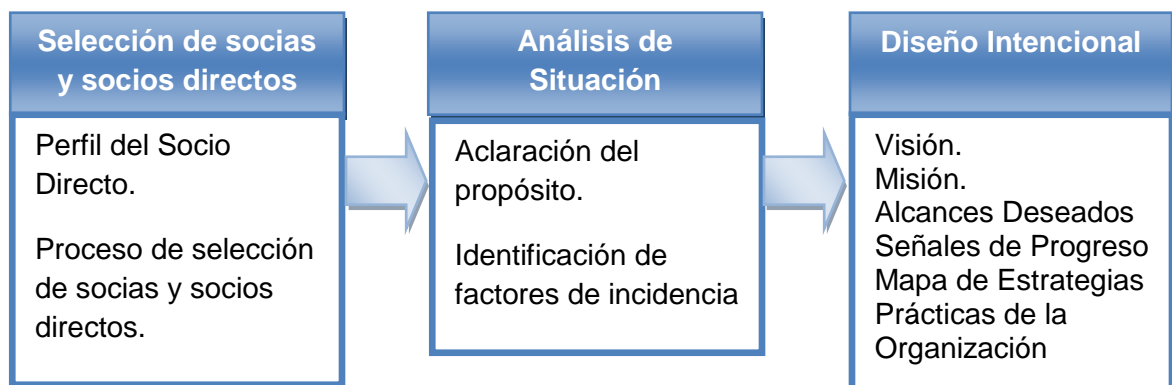 Selección de socias
y socios directos
Perfil del Socio
Directo.
Proceso de selección
de socias y socios
directos.
Análisis de
Situación
Aclaración del
propósito.
Identificación de
factores de incidencia
Diseño Intencional
Visión.
Misión.
Alcances Deseados
Señales de Progreso
Mapa de Estrategias
Prácticas de la
Organización